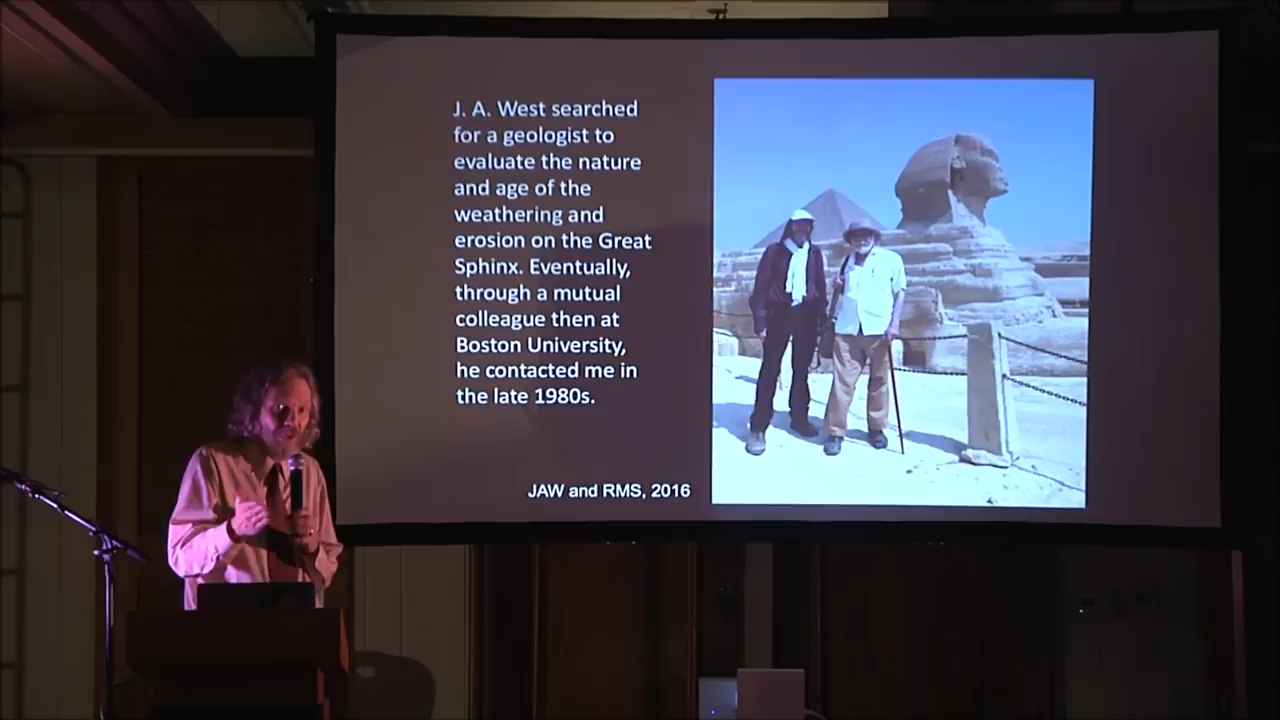 J. A. West searched
for a geologist to
evaluate the nature
and age of the
weathering and
erosion on the Great
Sphinx. Eventually,
through a mutual
colleague then at
Boston University,
he contacted me in
the late 1980s.
JAW and RMS, 2016